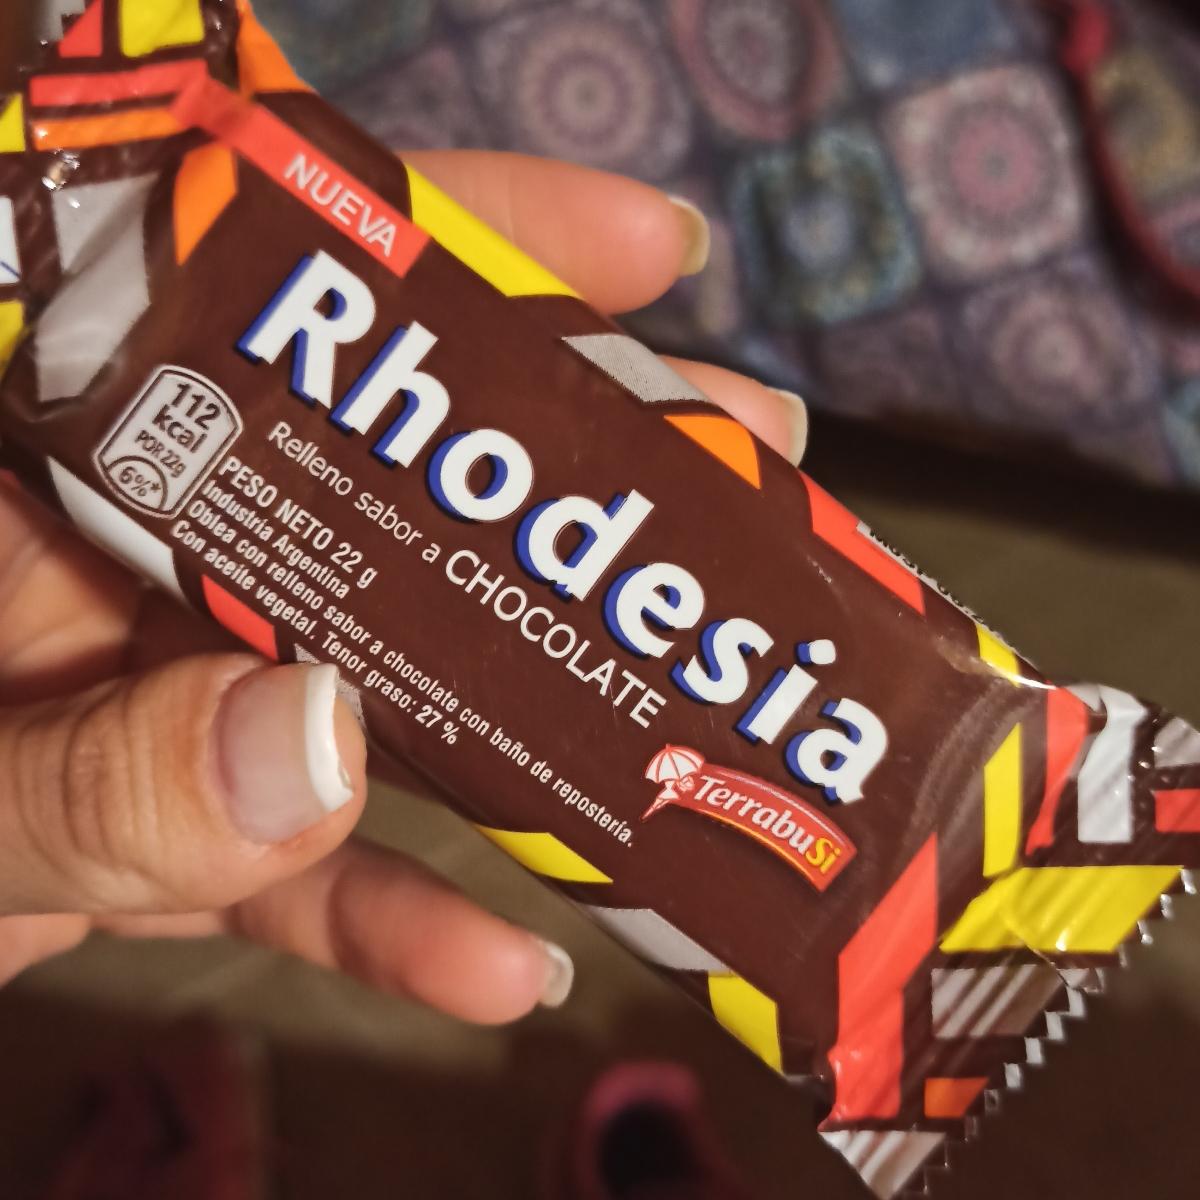 NUEVA
Rhodesia
Relleno sabor a CHOCOLATE
112
kcal
POR 22g
6%*
PESO NETO 22 g
Industria Argentina
Oblea con relleno sabor a chocolate con baño de repostería.
Con aceite vegetal. Tenor graso: 27 %
TerrabuSi